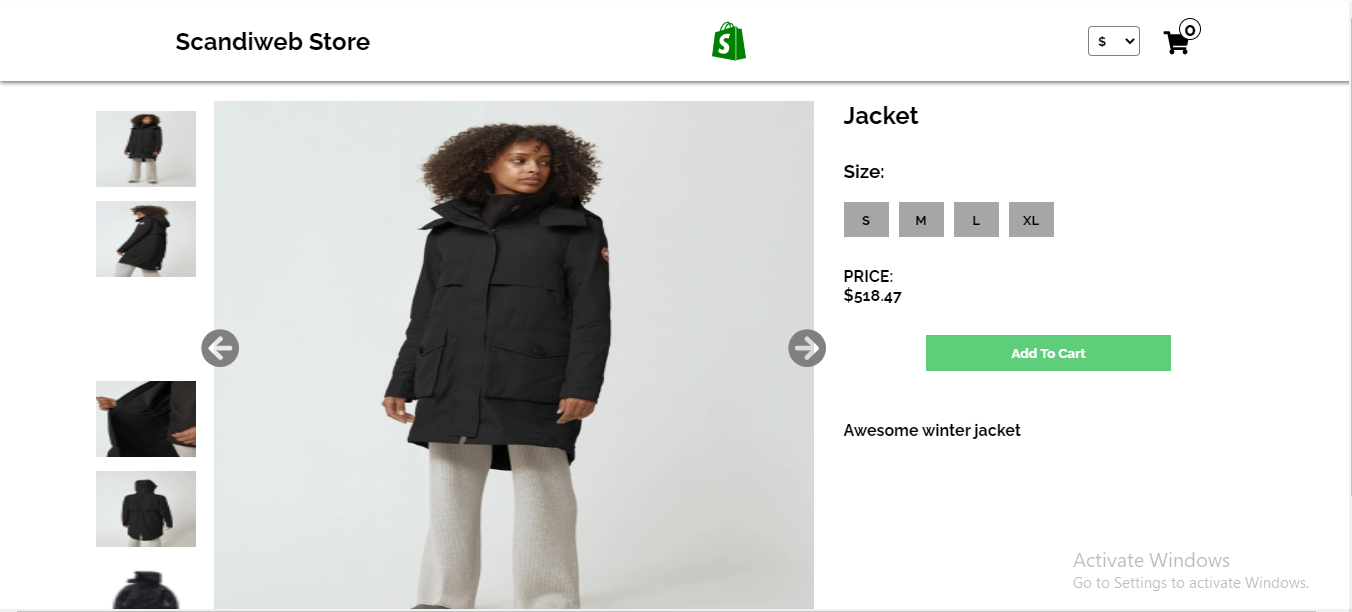 Scandiweb Store
S
$
0
Jacket
Size:
S M L XL
PRICE:
$518.47
Add To Cart
Awesome winter jacket
Activate Windows
Go to Settings to activate Windows.